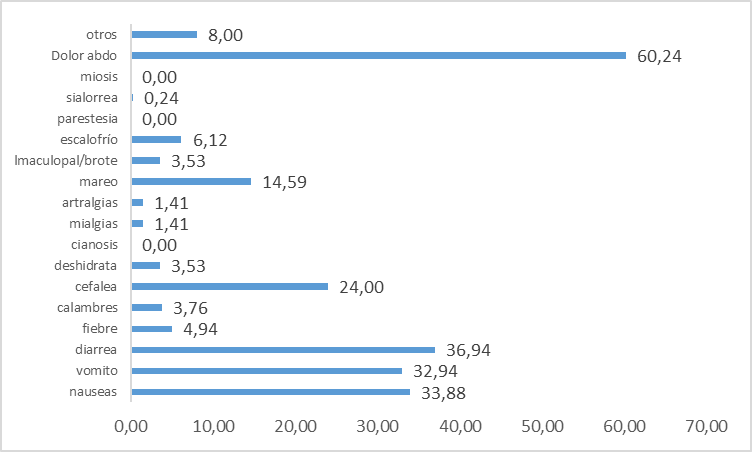 otros 8,00
Dolor abdo 60,24
miosis 0,00
sialorrea 0,24
parestesia 0,00
escalofrío 6,12
lmaculopal/brote 3,53
mareo 14,59
artralgias 1,41
mialgias 1,41
cianosis 0,00
deshidrata 3,53
cefalea 24,00
calambres 3,76
fiebre 4,94
diarrea 36,94
vomito 32,94
nauseas 33,88
0,00 10,00 20,00 30,00 40,00 50,00 60,00 70,00